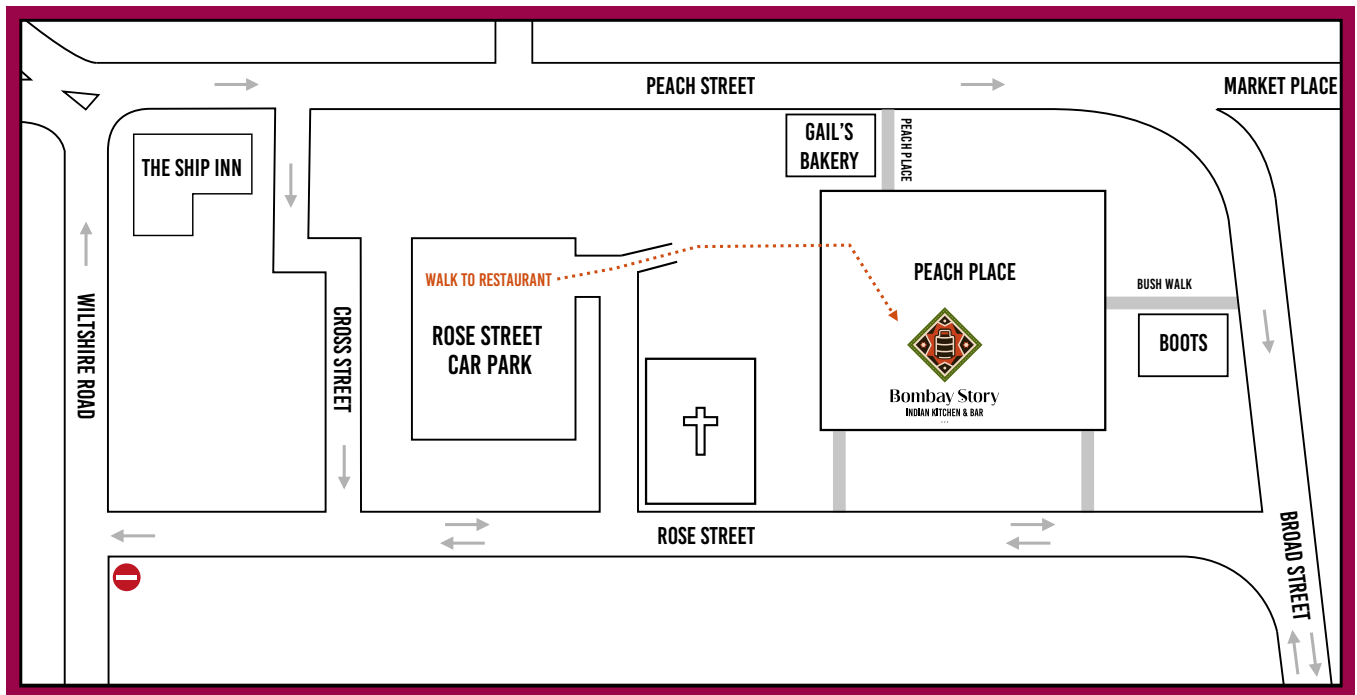 PEACH STREET
MARKET PLACE
THE SHIP INN
GAIL'S
BAKERY
PEACH PLACE
WALK TO RESTAURANT
PEACH PLACE
BUSH WALK
WILTSHIRE ROAD
CROSS STREET
ROSE STREET
CAR PARK
BOOTS
Bombay Story
INDIAN KITCHEN & BAR
...
ROSE STREET
BROAD STREET